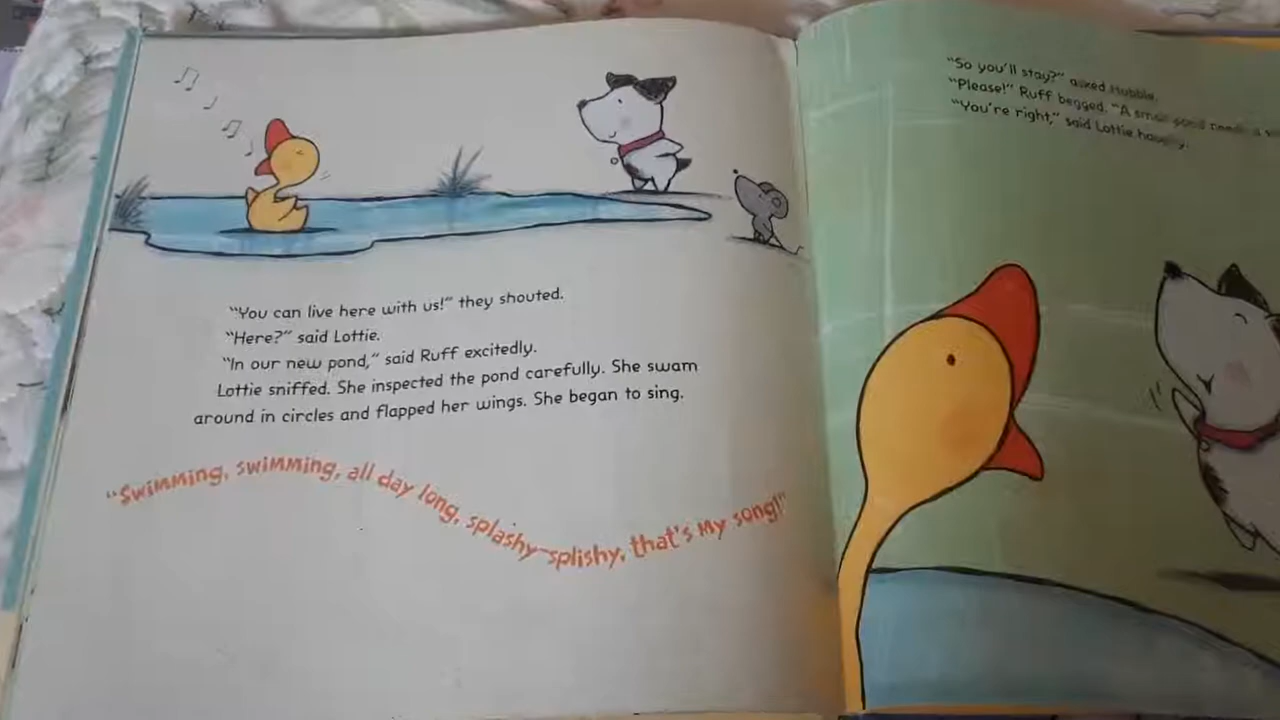 "You can live here with us!" they shouted.
"Here?" said Lottie.
"In our new pond," said Ruff excitedly.
Lottie sniffed. She inspected the pond carefully. She swam
around in circles and flapped her wings. She began to sing.
"Swimming, swimming, all day long, splashy-splishy, that's my song!"
"So you'll stay?" asked Hubble.
"Please!" Ruff begged. "A small pond needs a
"You're right," said Lottie